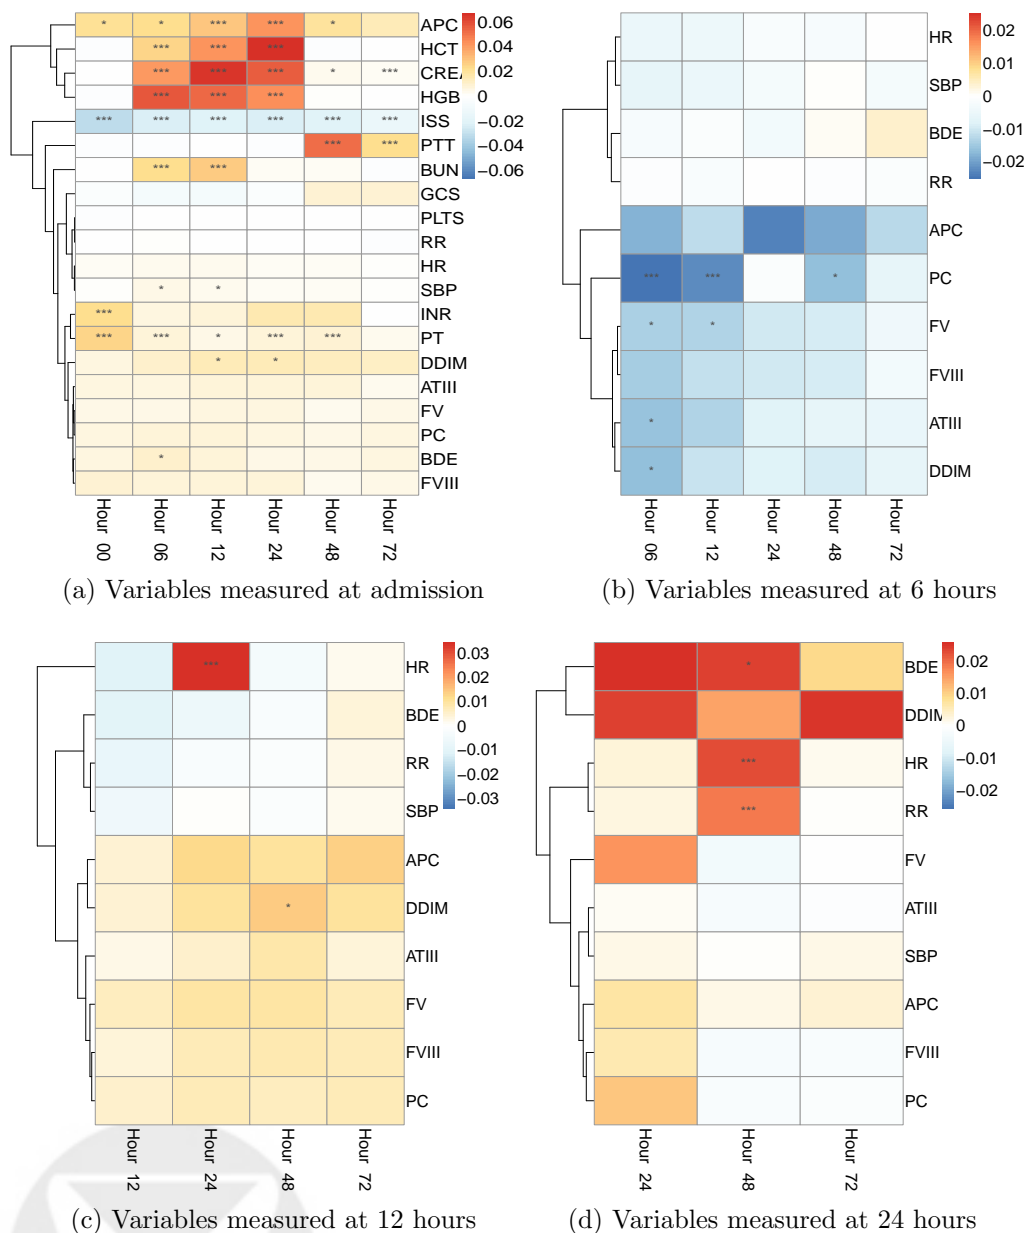 * * *** *** * APC
*** *** *** HCT
*** *** *** * *** CREA
*** *** *** HGB
*** *** *** *** *** *** ISS
*** *** PTT
*** *** BUN
GCS
PLTS
RR
HR
* * SBP
*** INR
*** *** * *** *** PT
* * DDIM
ATIII
FV
PC
* BDE
FVIII
0.06
0.04
0.02
0
−0.02
−0.04
−0.06
Hour 00 Hour 06 Hour 12 Hour 24 Hour 48 Hour 72
(a) Variables measured at admission
HR
SBP
BDE
RR
APC
*** *** * PC
* * FV
FVIII
* ATIII
* DDIM
0.02
0.01
0
−0.01
−0.02
Hour 06 Hour 12 Hour 24 Hour 48 Hour 72
(b) Variables measured at 6 hours
*** HR
BDE
RR
SBP
APC
* DDIM
ATIII
FV
FVIII
PC
0.03
0.02
0.01
0
−0.01
−0.02
−0.03
Hour 12 Hour 24 Hour 48 Hour 72
(c) Variables measured at 12 hours
* BDE
DDIM
*** HR
*** RR
FV
ATIII
SBP
APC
FVIII
PC
0.02
0.01
0
−0.01
−0.02
Hour 24 Hour 48 Hour 72
(d) Variables measured at 24 hours